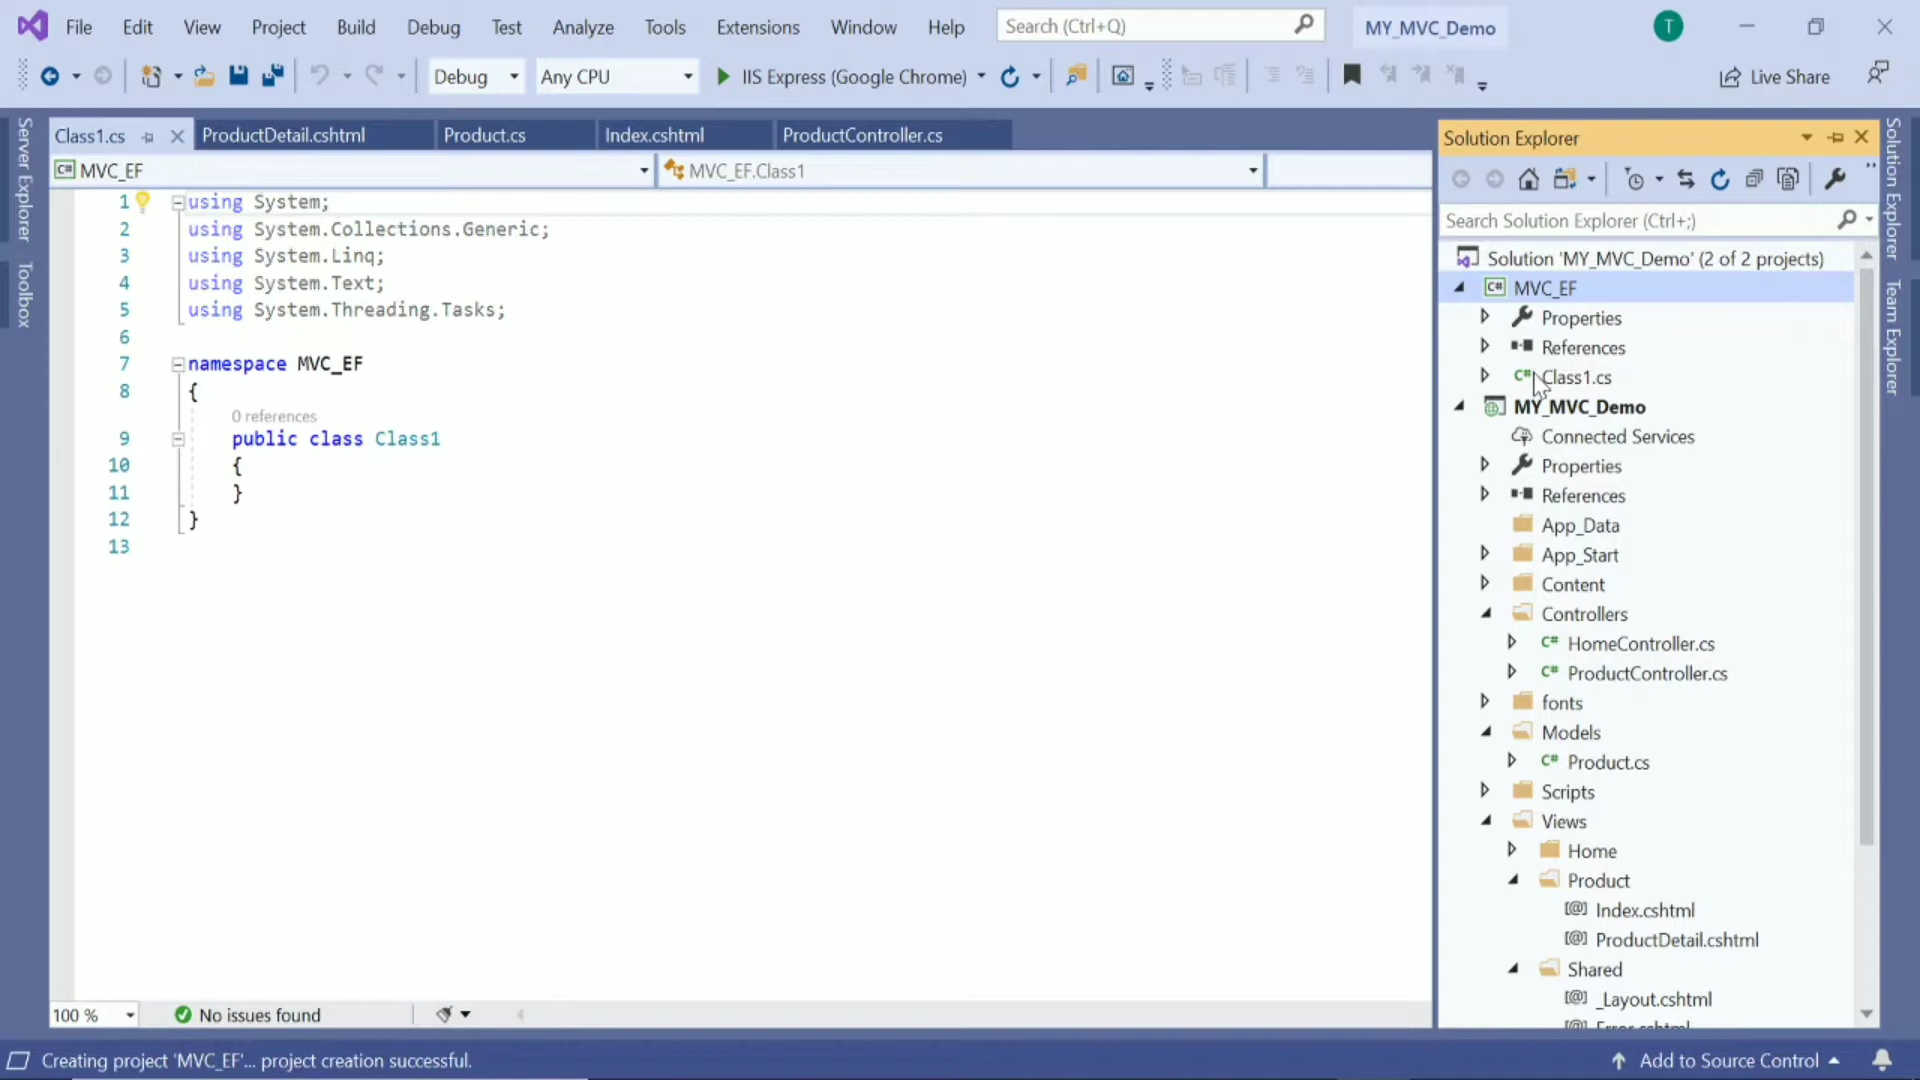 File Edit View Project Build Debug Test Analyze Tools Extensions Window Help Search (Ctrl+Q) MY_MVC_Demo T
Debug Any CPU IIS Express (Google Chrome) Live Share
Class1.cs ProductDetail.cshtml Product.cs Index.cshtml ProductController.cs
C# MVC_EF MVC_EF.Class1
Server Explorer
Toolbox
1 using System;
2 using System.Collections.Generic;
3 using System.Linq;
4 using System.Text;
5 using System.Threading.Tasks;
6
7 namespace MVC_EF
8 {
0 references
9 public class Class1
10 {
11 }
12 }
13
100 % No issues found
Solution Explorer
Search Solution Explorer (Ctrl+;)
Solution 'MY_MVC_Demo' (2 of 2 projects)
C# MVC_EF
Properties
References
C# Class1.cs
MY_MVC_Demo
Connected Services
Properties
References
App_Data
App_Start
Content
Controllers
C# HomeController.cs
C# ProductController.cs
fonts
Models
C# Product.cs
Scripts
Views
Home
Product
[@] Index.cshtml
[@] ProductDetail.cshtml
Shared
[@] _Layout.cshtml
[@] Error.cshtml
Solution Explorer
Team Explorer
Creating project 'MVC_EF'... project creation successful. Add to Source Control